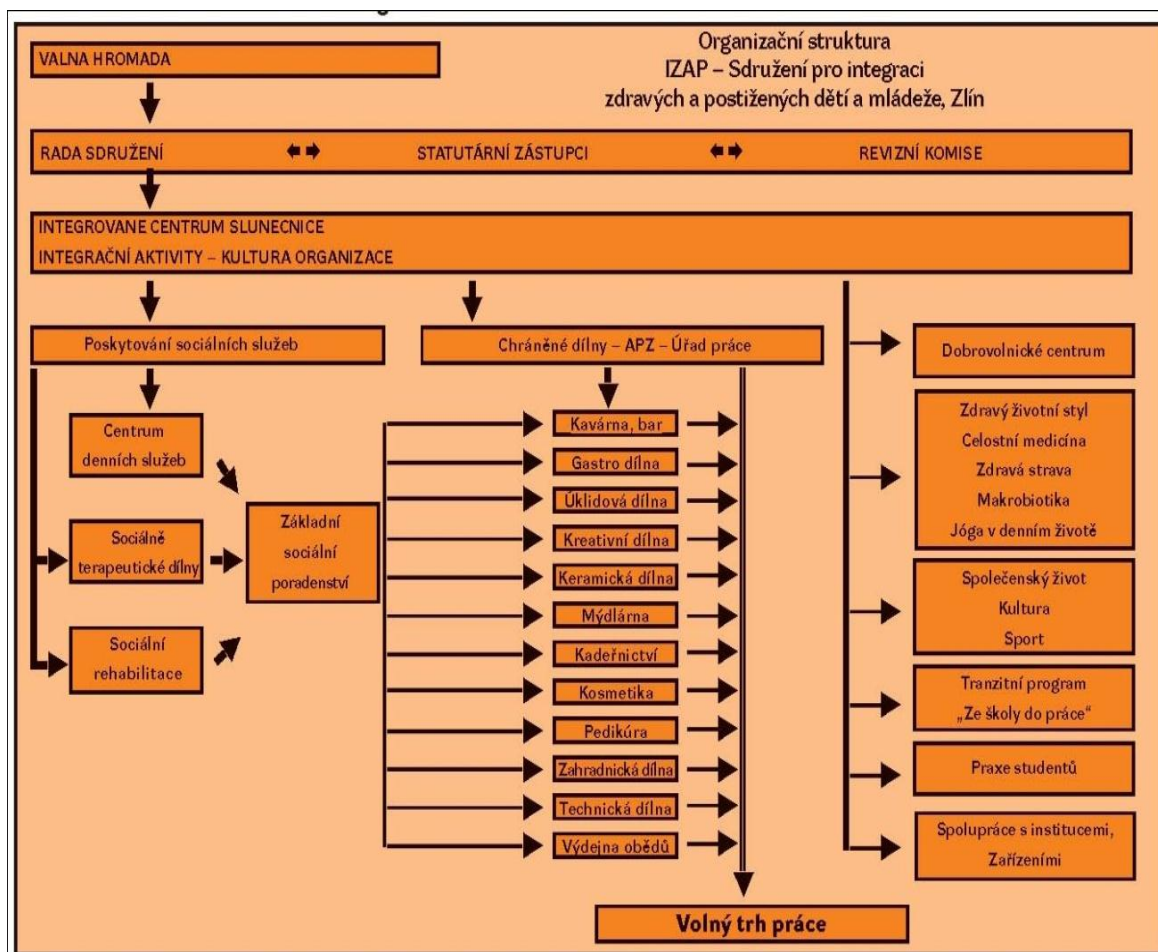 Organizační struktura
IZAP – Sdružení pro integraci
zdravých a postižených dětí a mládeže, Zlín
VALNA HROMADA
RADA SDRUŽENÍ STATUTÁRNÍ ZÁSTUPCI REVIZNÍ KOMISE
INTEGROVANE CENTRUM SLUNECNICE
INTEGRAČNÍ AKTIVITY – KULTURA ORGANIZACE
Poskytování sociálních služeb
Centrum
denních služeb
Sociálně
terapeutické dílny
Sociální
rehabilitace
Základní
sociální
poradenství
Chráněné dílny – APZ – Úřad práce
Kavárna, bar
Gastro dílna
Úklidová dílna
Kreativní dílna
Keramická dílna
Mýdlárna
Kadeřnictví
Kosmetika
Pedikúra
Zahradnická dílna
Technická dílna
Výdejna obědů
Volný trh práce
Dobrovolnické centrum
Zdravý životní styl
Celostní medicína
Zdravá strava
Makrobiotika
Jóga v denním životě
Společenský život
Kultura
Sport
Tranzitní program
„Ze školy do práce“
Praxe studentů
Spolupráce s institucemi,
Zařízeními